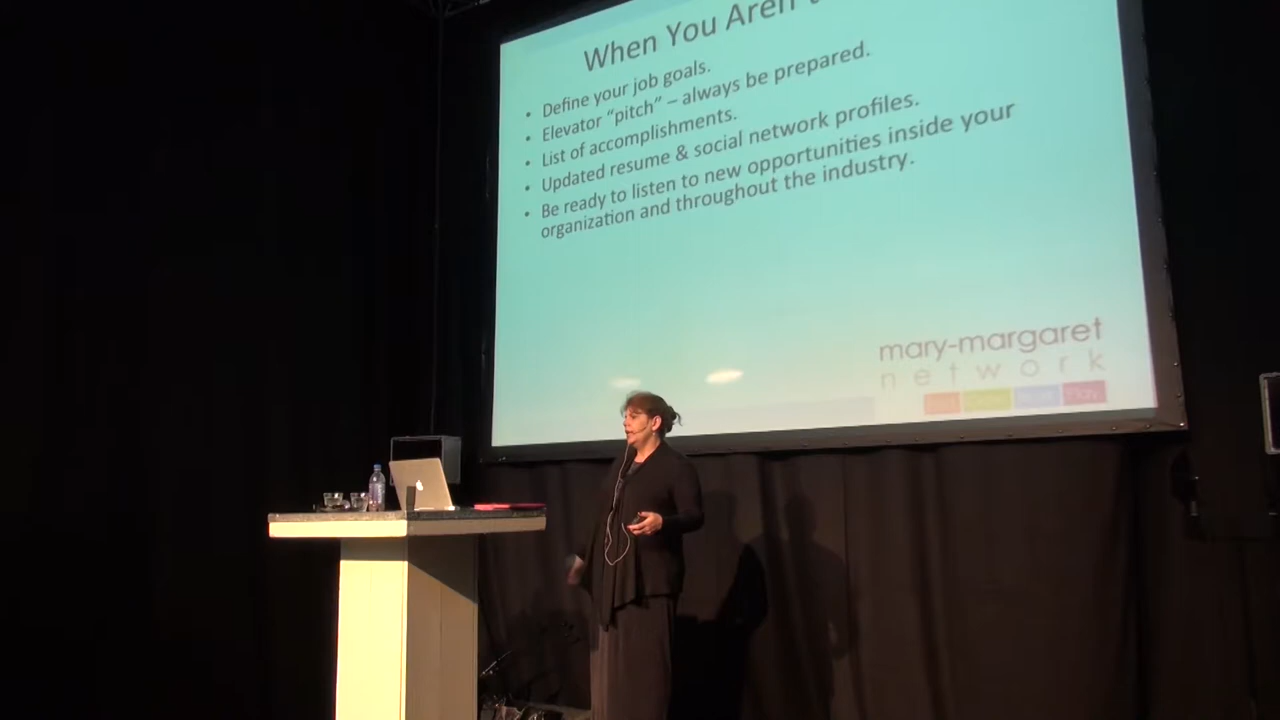 When You Aren't
• Define your job goals.
• Elevator “pitch” – always be prepared.
• List of accomplishments.
• Updated resume & social network profiles.
• Be ready to listen to new opportunities inside your
organization and throughout the industry.
mary-margaret
network
Play